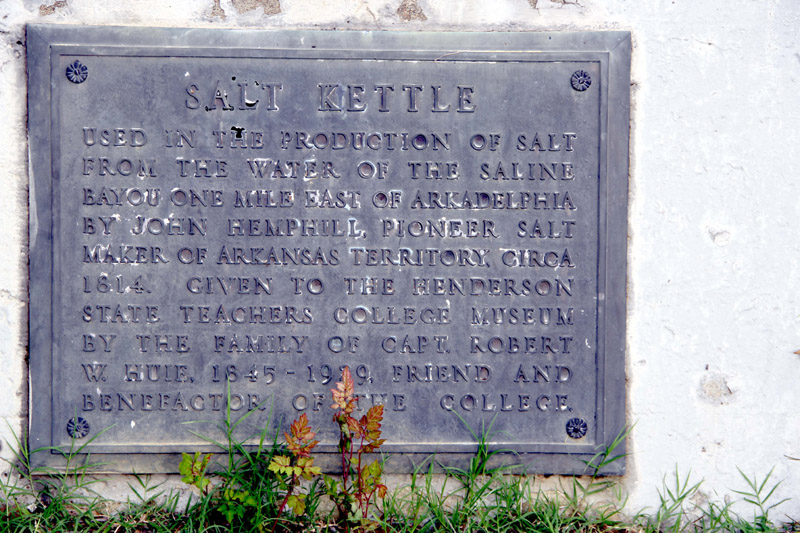 SALT KETTLE
USED IN THE PRODUCTION OF SALT
FROM THE WATER OF THE SALINE
BAYOU ONE MILE EAST OF ARKADELPHIA
BY JOHN HEMPHILL, PIONEER SALT
MAKER OF ARKANSAS TERRITORY, CIRCA
1814. GIVEN TO THE HENDERSON
STATE TEACHERS COLLEGE MUSEUM
BY THE FAMILY OF CAPT. ROBERT
W. HUIE, 1845 - FRIEND AND
BENEFACTOR OF THE COLLEGE.